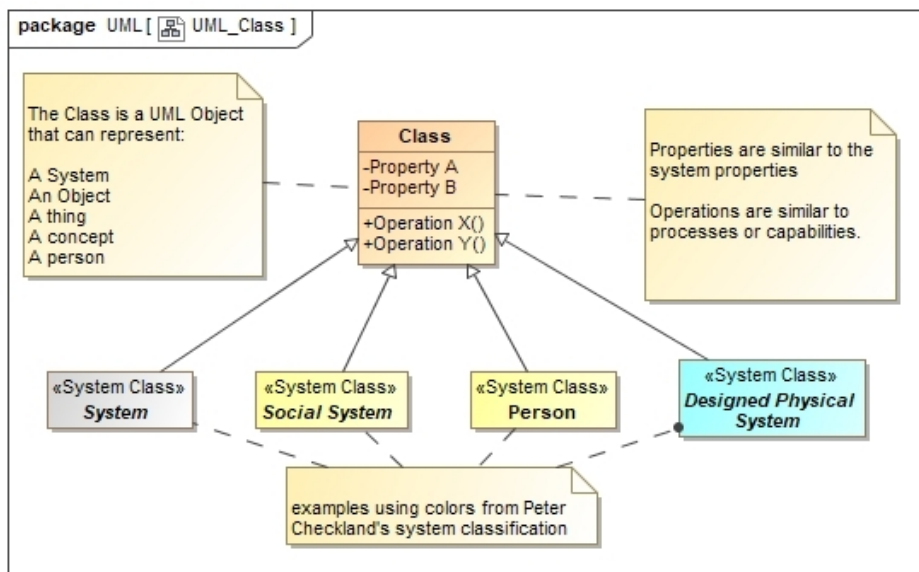 package UML [ UML_Class ]
The Class is a UML Object
that can represent:
A System
An Object
A thing
A concept
A person
Class
-Property A
-Property B
+Operation X()
+Operation Y()
Properties are similar to the
system properties
Operations are similar to
processes or capabilities.
«System Class»
System
«System Class»
Social System
«System Class»
Person
«System Class»
Designed Physical
System
examples using colors from Peter
Checkland's system classification